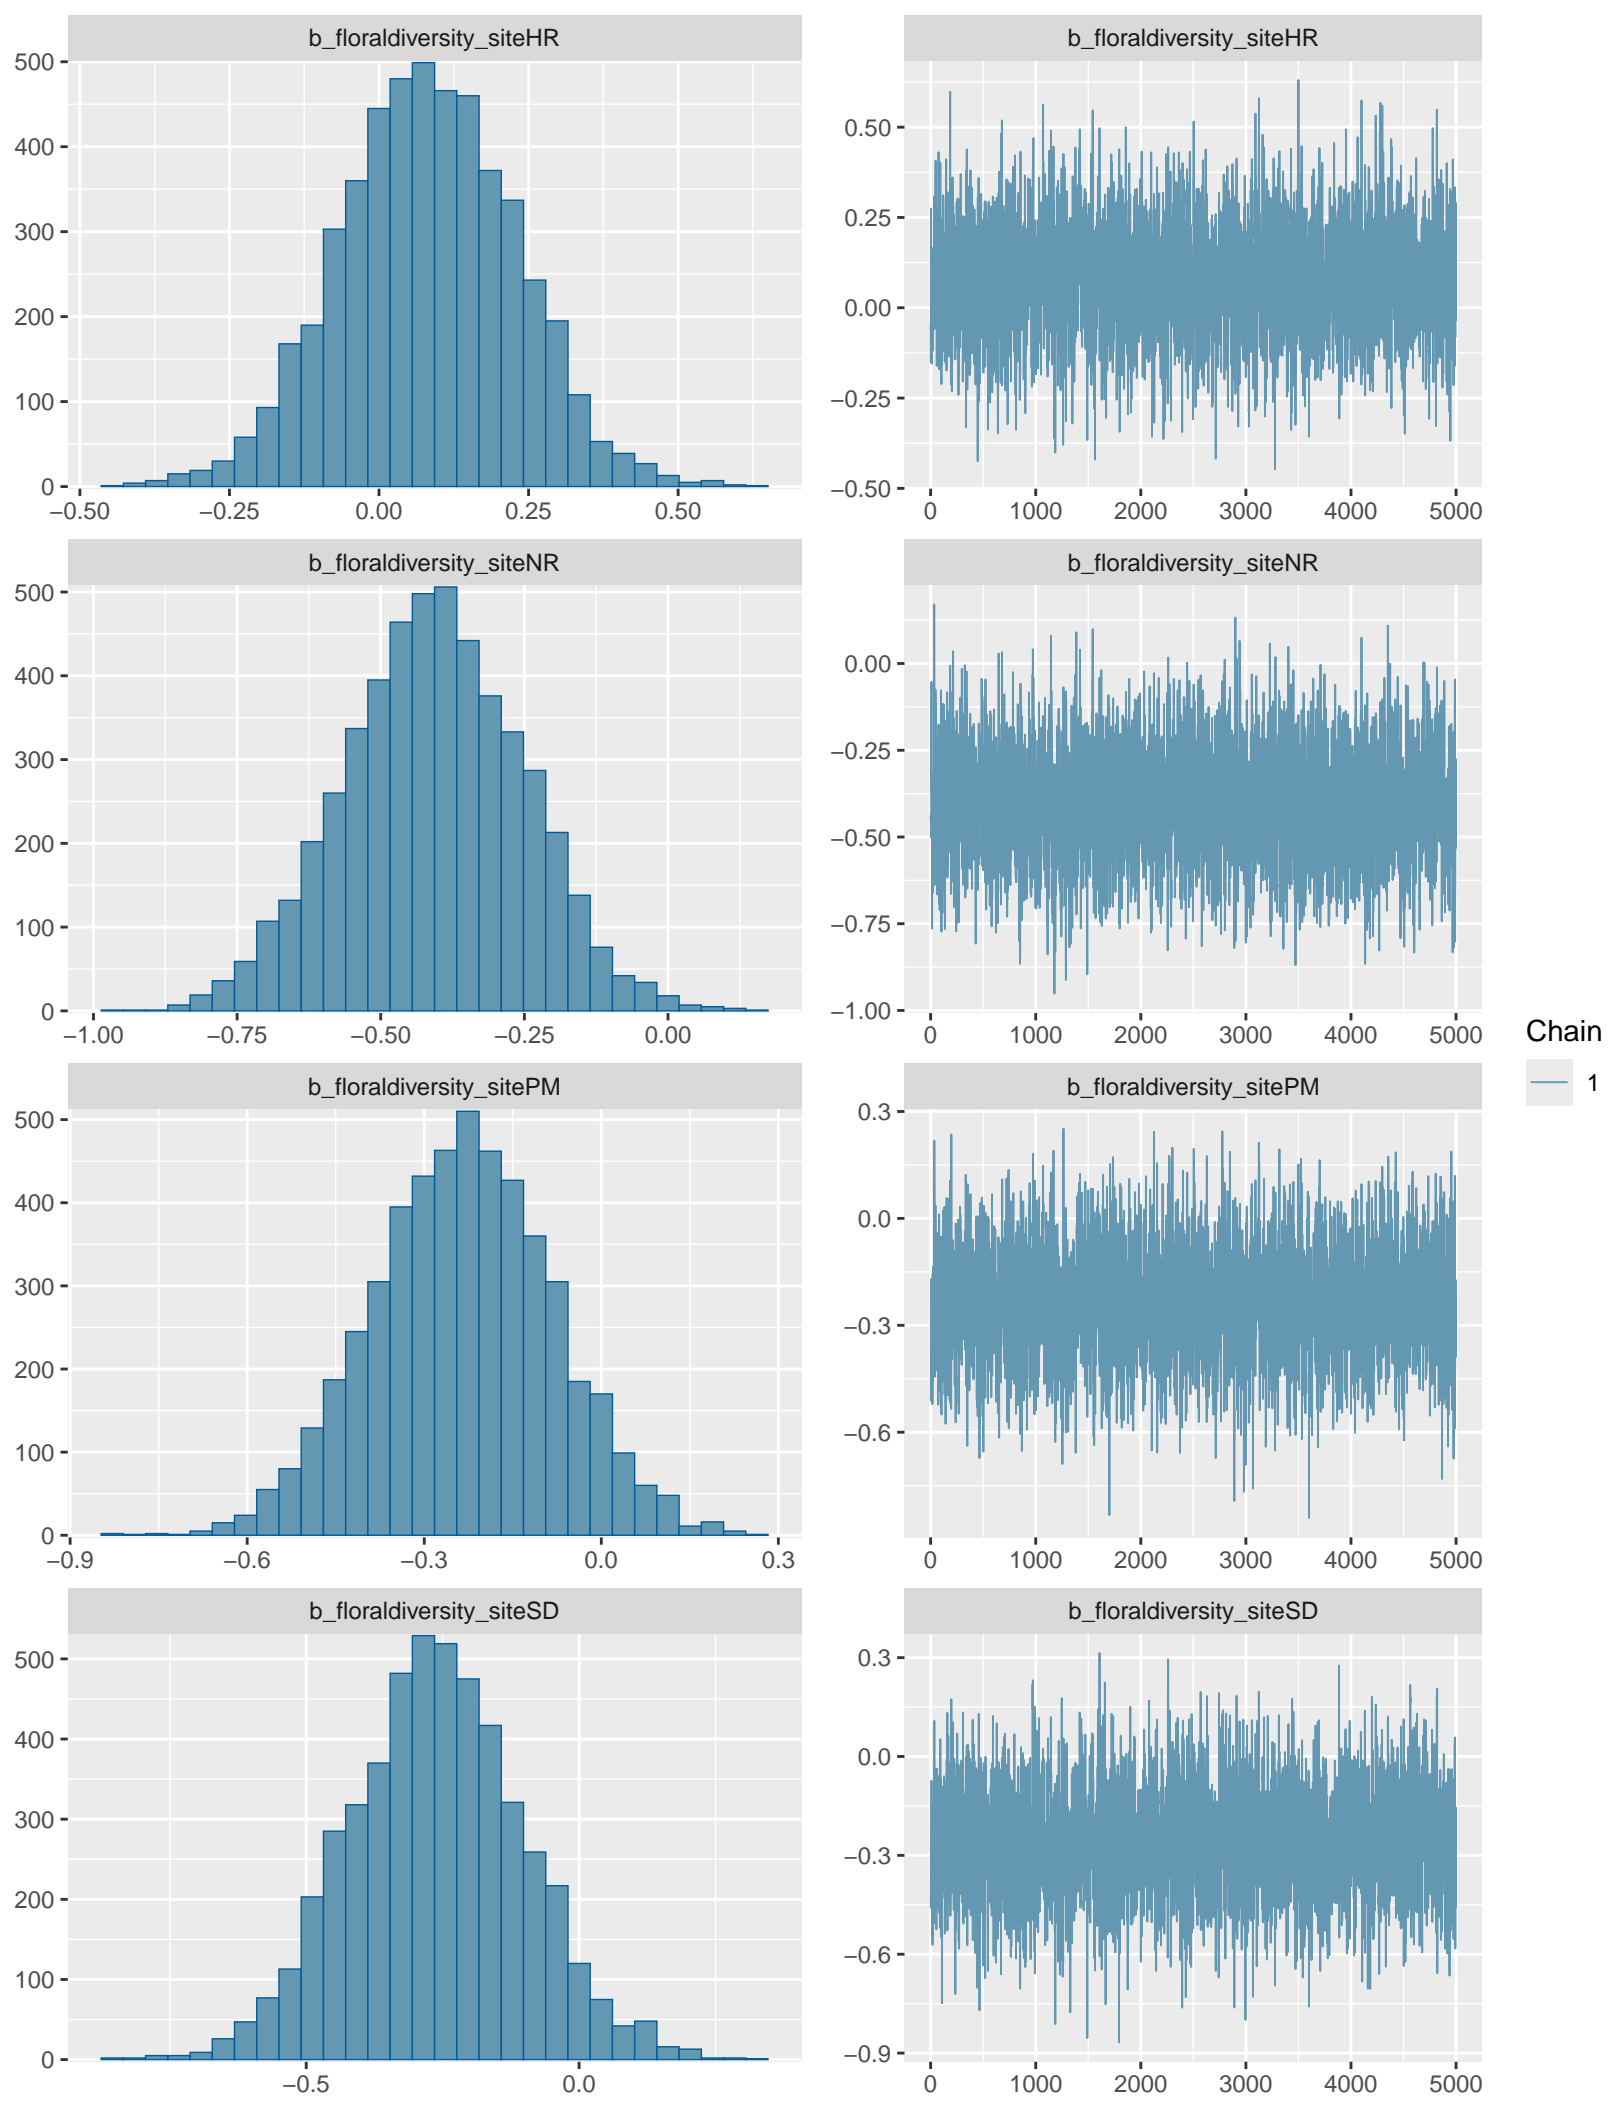 b_floraldiversity_siteHR
500
400
300
200
100
0
−0.50 −0.25 0.00 0.25 0.50
b_floraldiversity_siteHR
0.50
0.25
0.00
−0.25
−0.50
0 1000 2000 3000 4000 5000
b_floraldiversity_siteNR
500
400
300
200
100
0
−1.00 −0.75 −0.50 −0.25 0.00
b_floraldiversity_siteNR
0.00
−0.25
−0.50
−0.75
−1.00
0 1000 2000 3000 4000 5000
b_floraldiversity_sitePM
500
400
300
200
100
0
−0.9 −0.6 −0.3 0.0 0.3
b_floraldiversity_sitePM
0.3
0.0
−0.3
−0.6
0 1000 2000 3000 4000 5000
b_floraldiversity_siteSD
500
400
300
200
100
0
−0.5 0.0
b_floraldiversity_siteSD
0.3
0.0
−0.3
−0.6
−0.9
0 1000 2000 3000 4000 5000
Chain
1